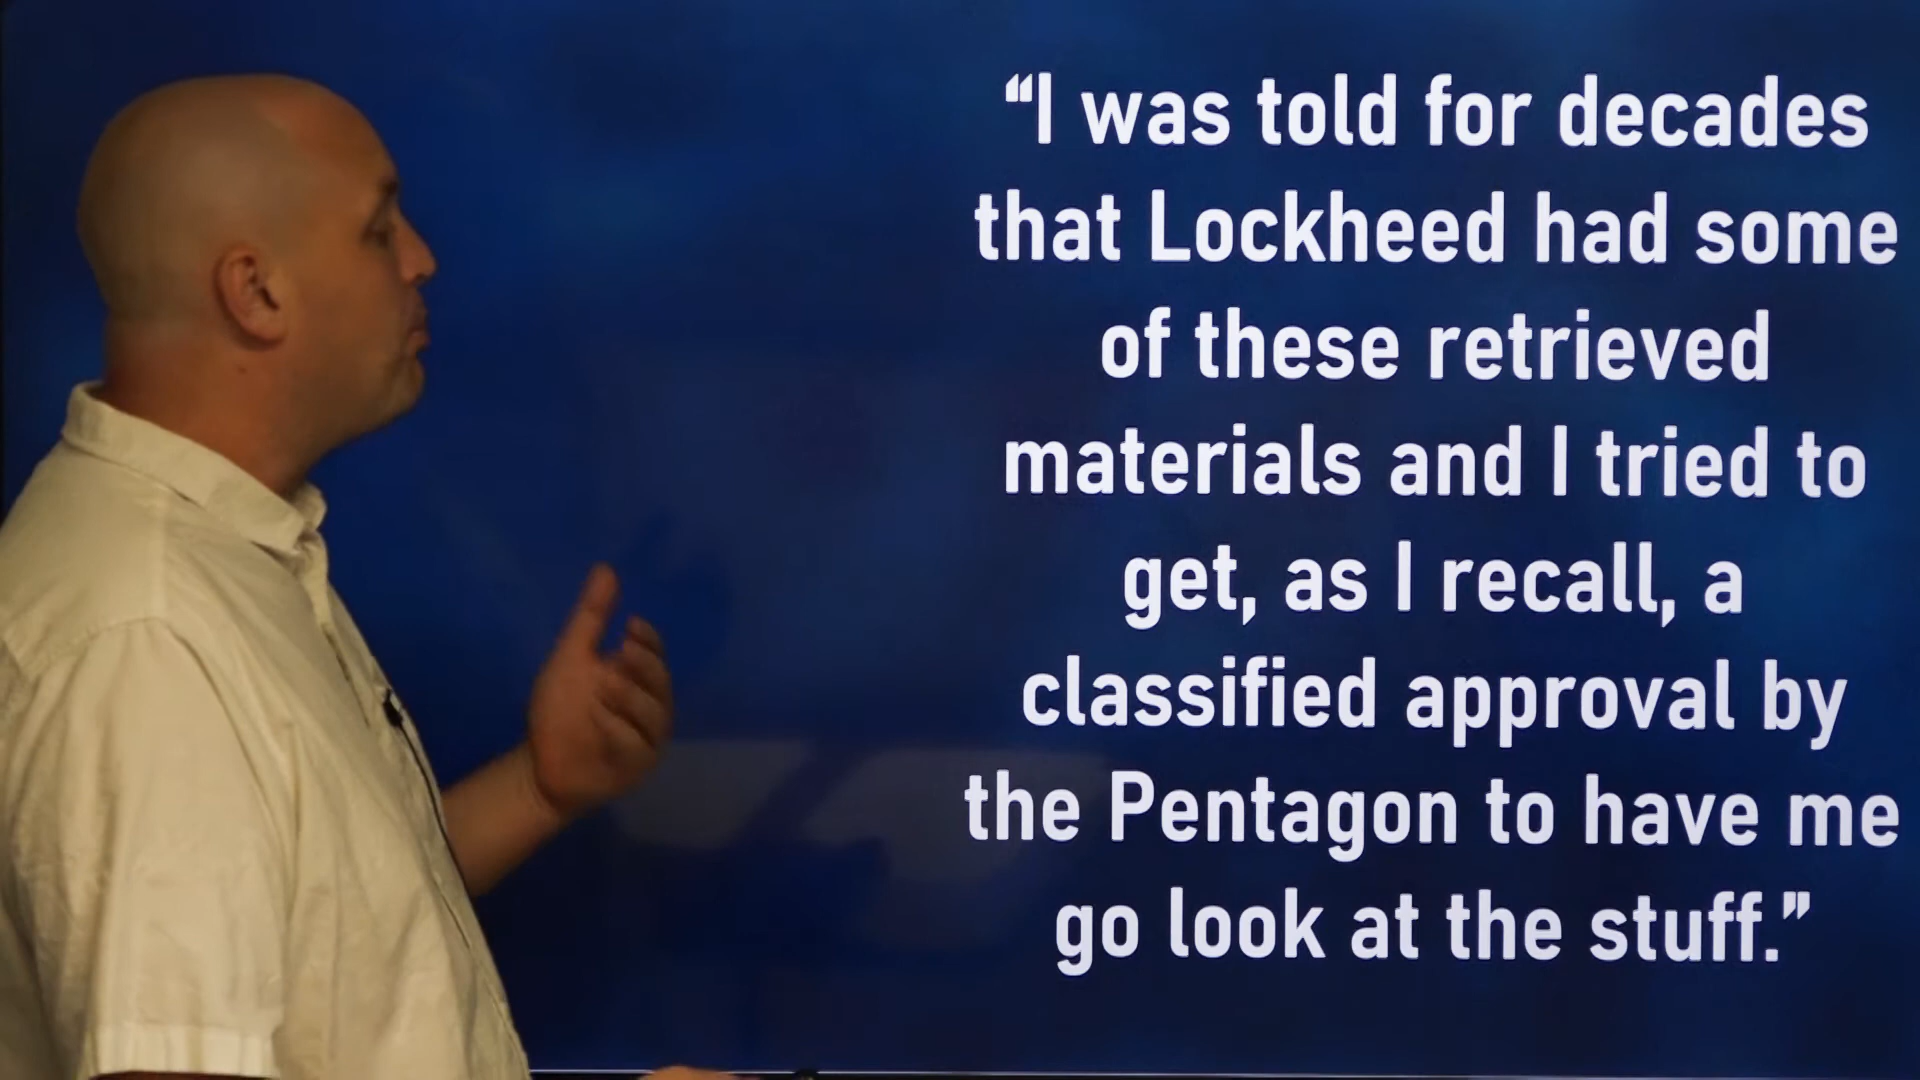 “I was told for decades
that Lockheed had some
of these retrieved
materials and I tried to
get, as I recall, a
classified approval by
the Pentagon to have me
go look at the stuff.”